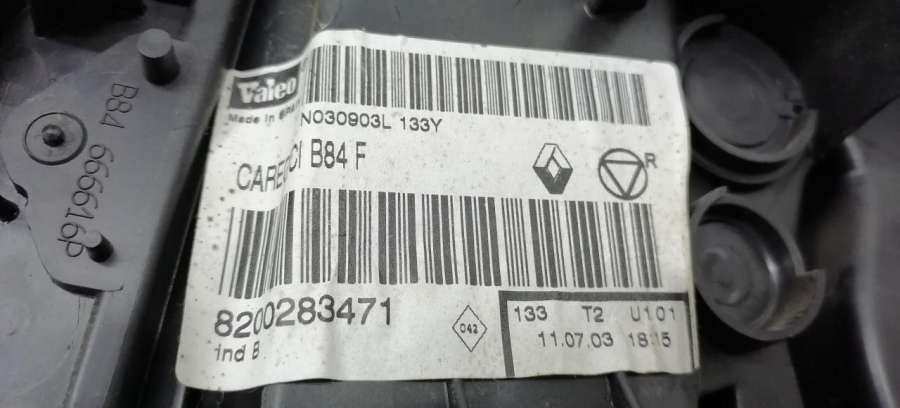 B84 666616P
Valeo
Made in
N030903L 133Y
B84 F
R
8200283471
Ind B
042
133 T2 U101
11.07.03 18:15